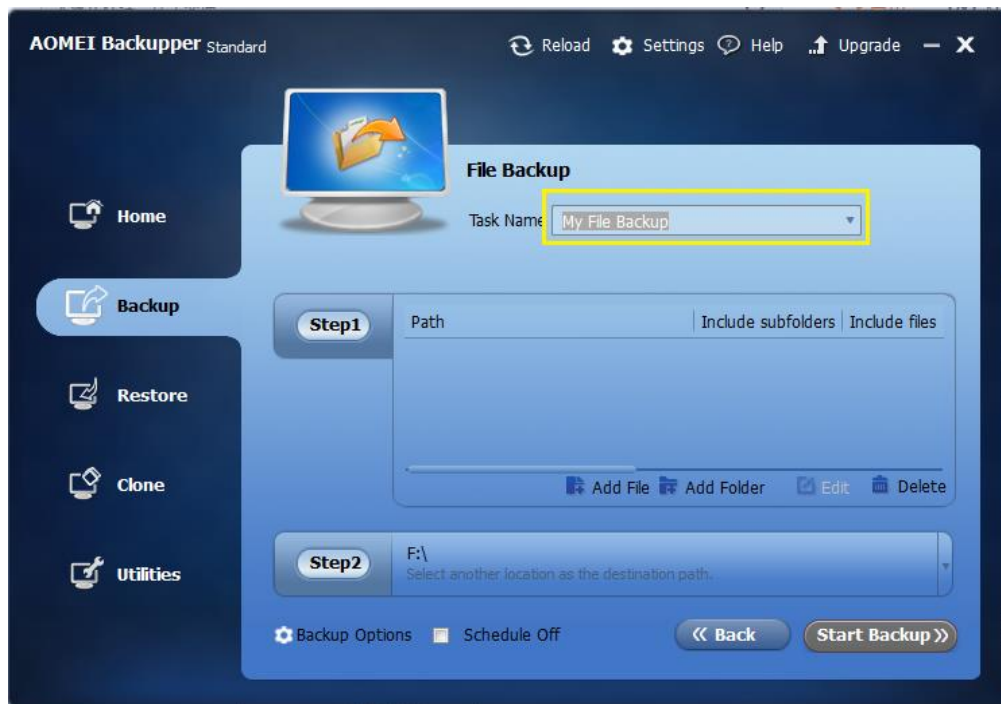 AOMEI Backupper Standard
Reload Settings Help Upgrade
File Backup
Task Name My File Backup
Home
Backup
Restore
Clone
Utilities
Step1
Path Include subfolders Include files
Add File Add Folder Edit Delete
Step2
F:\
Select another location as the destination path.
Backup Options Schedule Off
Back Start Backup